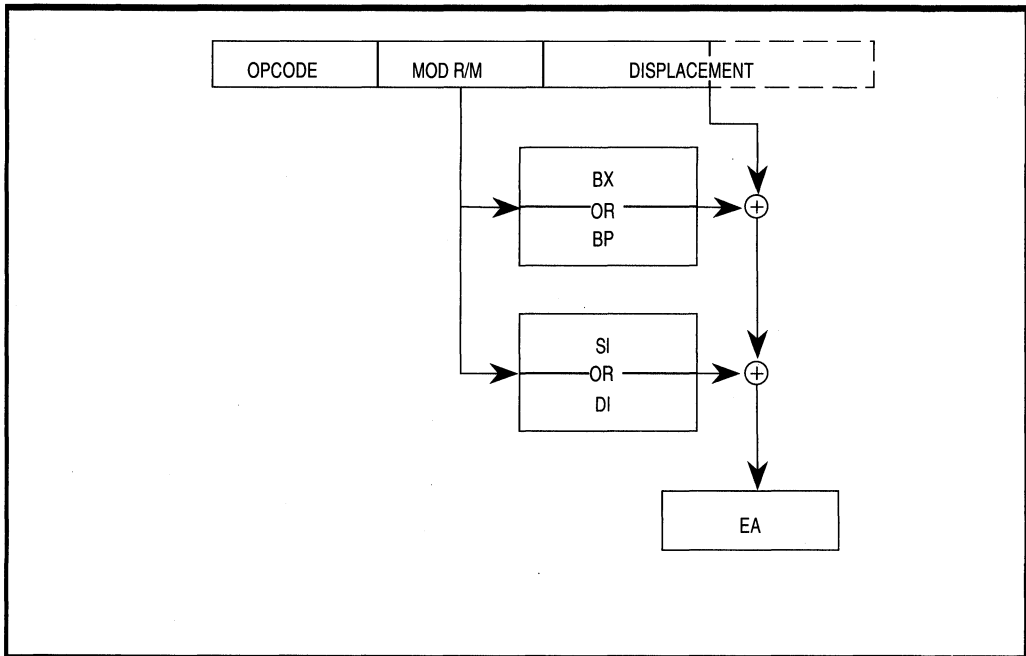 OPCODE MOD R/M DISPLACEMENT
BX
OR
BP
SI
OR
DI
EA